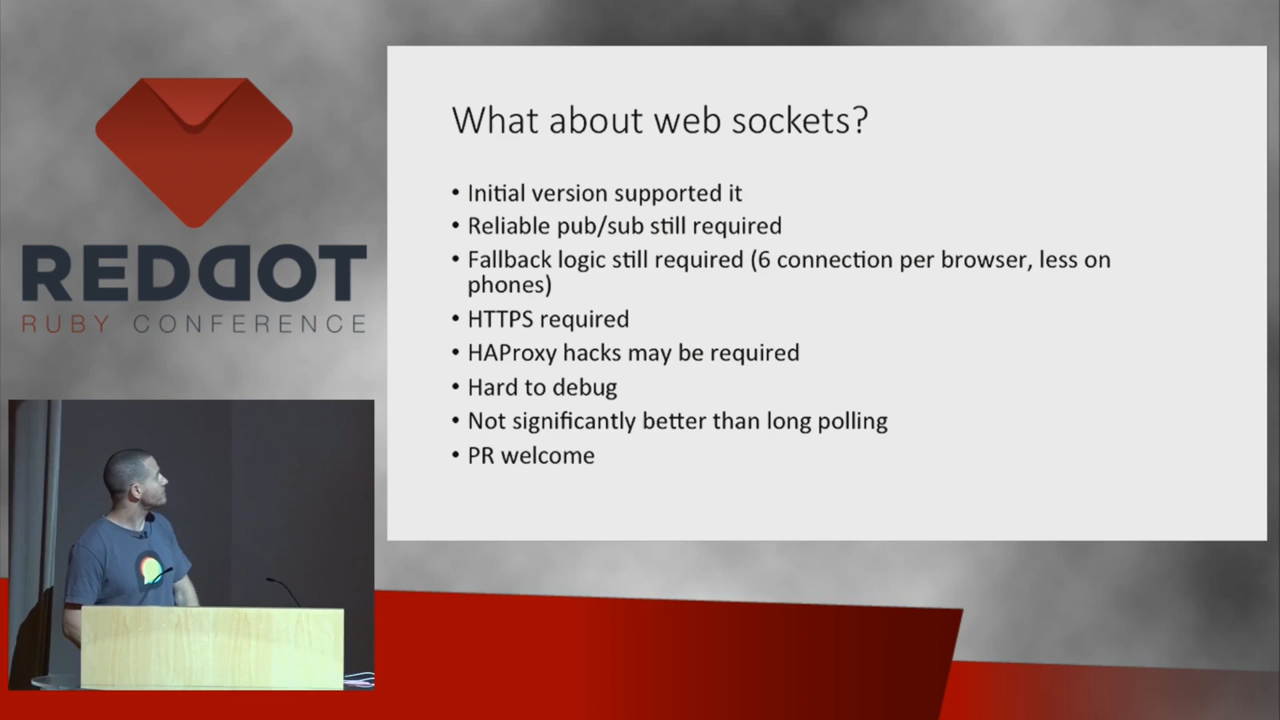 REDDOT
RUBY CONFERENCE
What about web sockets?
• Initial version supported it
• Reliable pub/sub still required
• Fallback logic still required (6 connection per browser, less on
phones)
• HTTPS required
• HAProxy hacks may be required
• Hard to debug
• Not significantly better than long polling
• PR welcome